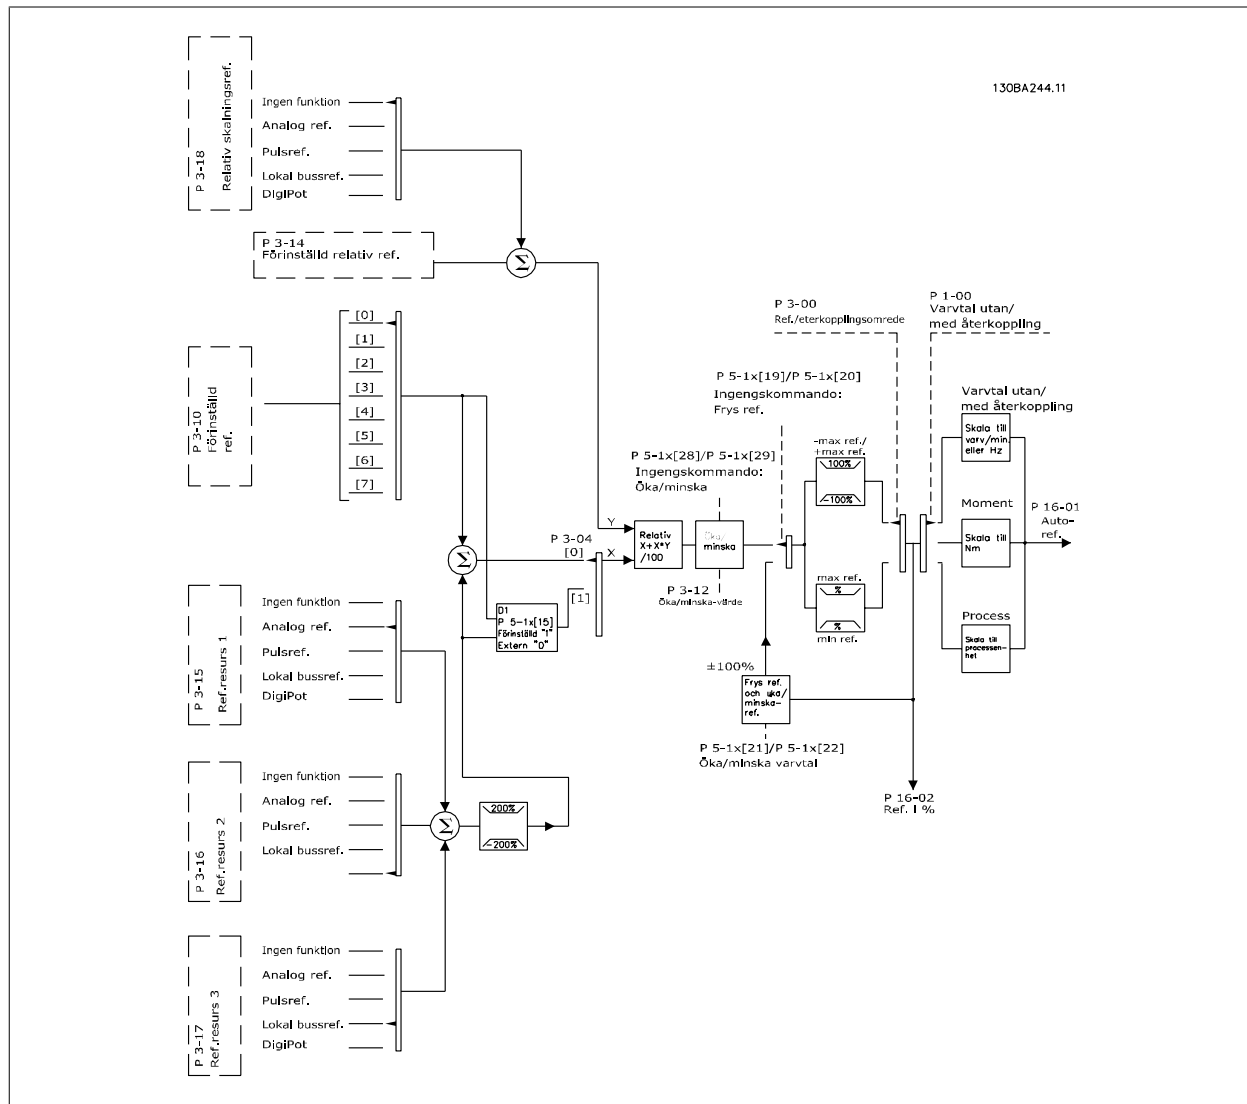 130BA244.11
P 3-18
Relativ skalningsref.
Ingen funktion
Analog ref.
Pulsref.
Lokal bussref.
DigiPot
P 3-14
Förinställd relativ ref.
Σ
P 3-10
Förinställd
ref.
[0]
[1]
[2]
[3]
[4]
[5]
[6]
[7]
Σ
P 3-04
[0]
[1]
D1
P 5-1x[15]
Förinställd "1"
Extern "0"
Y
X
Relativ
X+X*Y
/100
P 5-1x[28]/P 5-1x[29]
Ingengskommando:
Öka/minska
Öka/
minska
P 3-12
Öka/minska-värde
P 5-1x[19]/P 5-1x[20]
Ingengskommando:
Frys ref.
-max ref./
+max ref.
100%
-100%
max ref.
%
%
min ref.
P 3-00
Ref./eterkopplingsomrede
P 1-00
Varvtal utan/
med återkoppling
Varvtal utan/
med återkoppling
Skala till
varv/min.
eller Hz
Moment
Skala till
Nm
Process
Skala till
processen-
het
P 16-01
Auto-
ref.
±100%
Frys ref.
och uka/
minska-
ref.
P 5-1x[21]/P 5-1x[22]
Öka/minska varvtal
P 16-02
Ref. i %
P 3-15
Ref.resurs 1
Ingen funktion
Analog ref.
Pulsref.
Lokal bussref.
DigiPot
P 3-16
Ref.resurs 2
Ingen funktion
Analog ref.
Pulsref.
Lokal bussref.
Σ
200%
-200%
P 3-17
Ref.resurs 3
Ingen funktion
Analog ref.
Pulsref.
Lokal bussref.
DigiPot